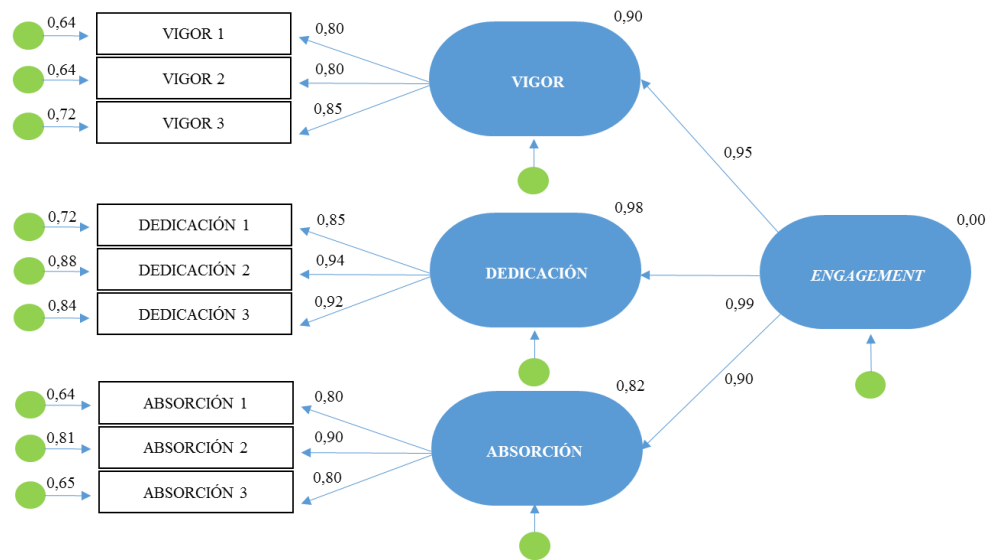 0,64
VIGOR 1
0,80
0,90
0,64
VIGOR 2
0,80
VIGOR
0,72
VIGOR 3
0,85
0,95
0,72
DEDICACIÓN 1
0,85
0,98
0,00
0,88
DEDICACIÓN 2
0,94
DEDICACIÓN
ENGAGEMENT
0,84
DEDICACIÓN 3
0,92
0,99
0,64
ABSORCIÓN 1
0,80
0,82
0,90
0,81
ABSORCIÓN 2
0,90
ABSORCIÓN
0,65
ABSORCIÓN 3
0,80